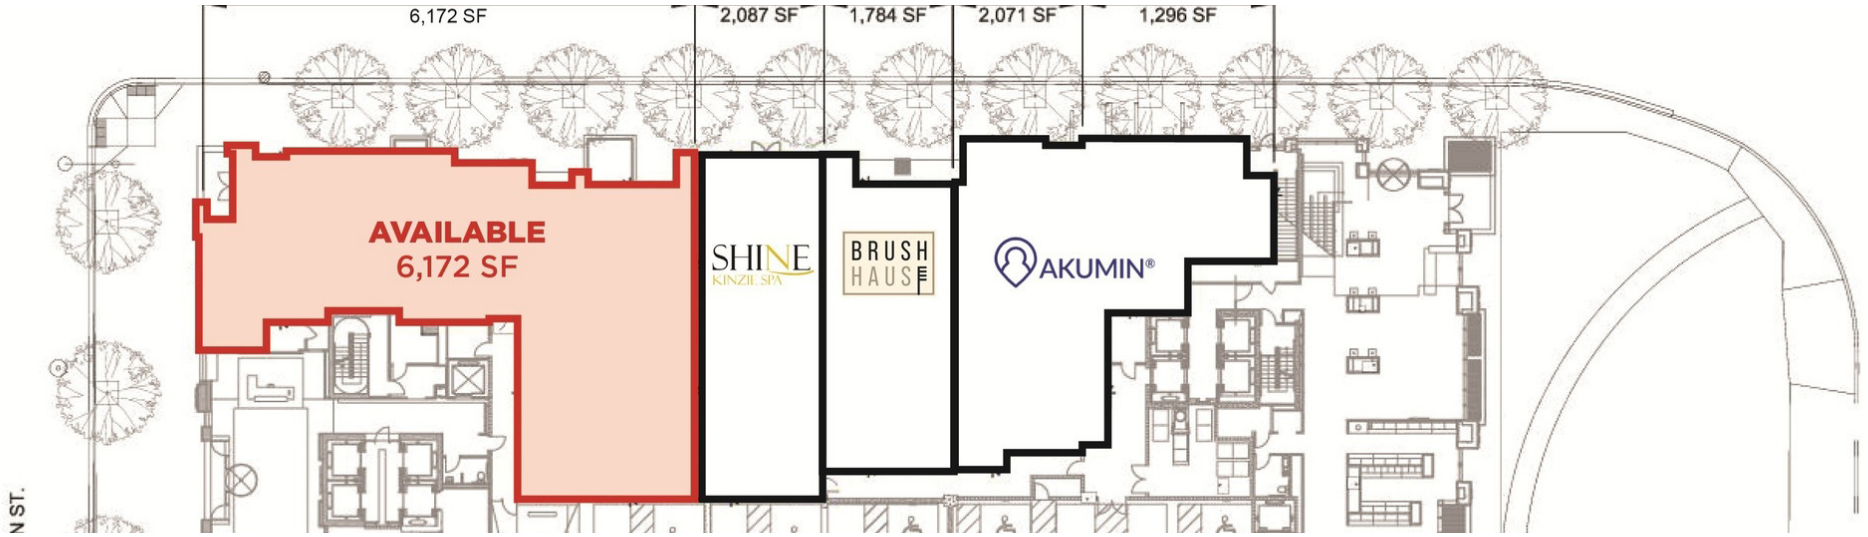 6,172 SF
2,087 SF
1,784 SF
2,071 SF
1,296 SF
AVAILABLE
6,172 SF
SHINE
KINZIE SPA
BRUSH
HAUS
AKUMIN®
N ST.